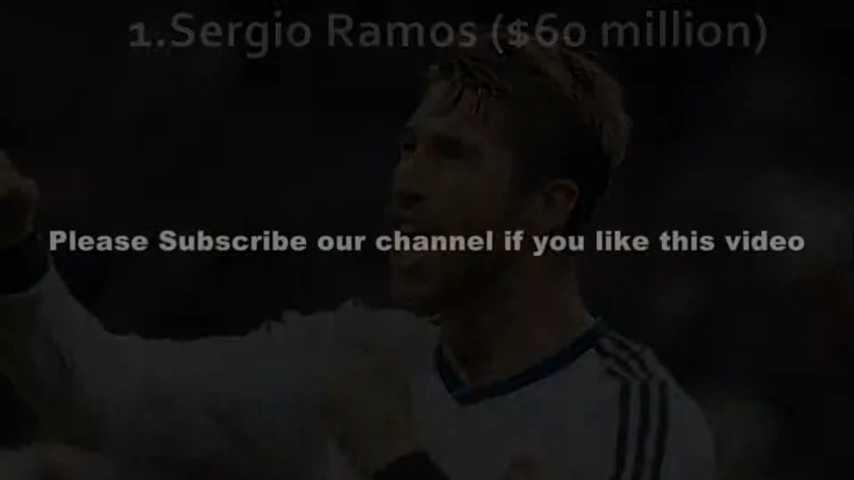 1.Sergio Ramos ($60 million)
Please Subscribe our channel if you like this video